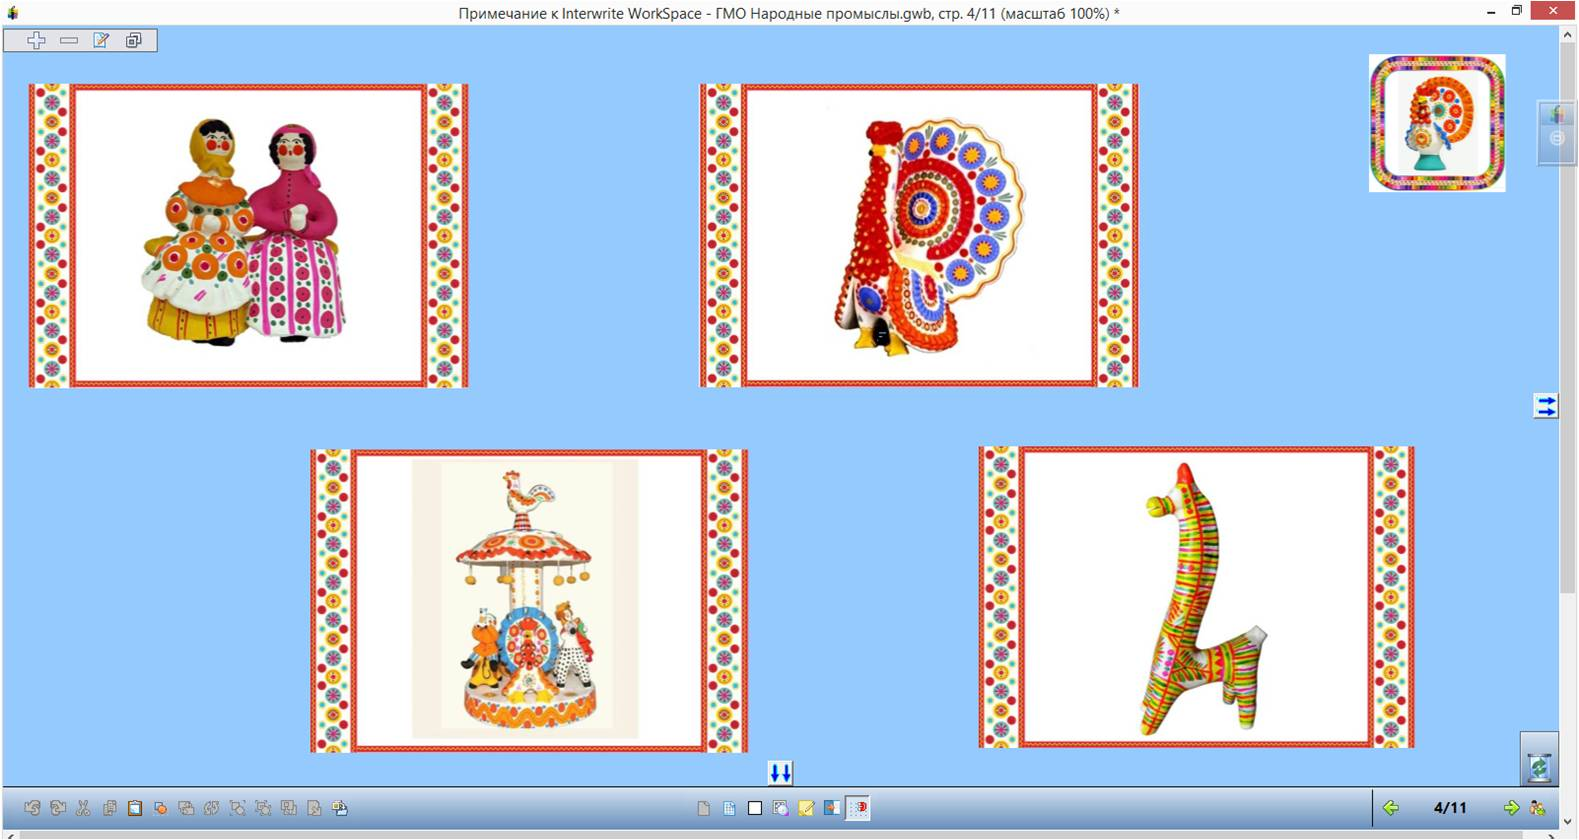 Примечание к Interwrite WorkSpace - ГМО Народные промыслы.gwb, стр. 4/11 (масштаб 100%) *
4/11